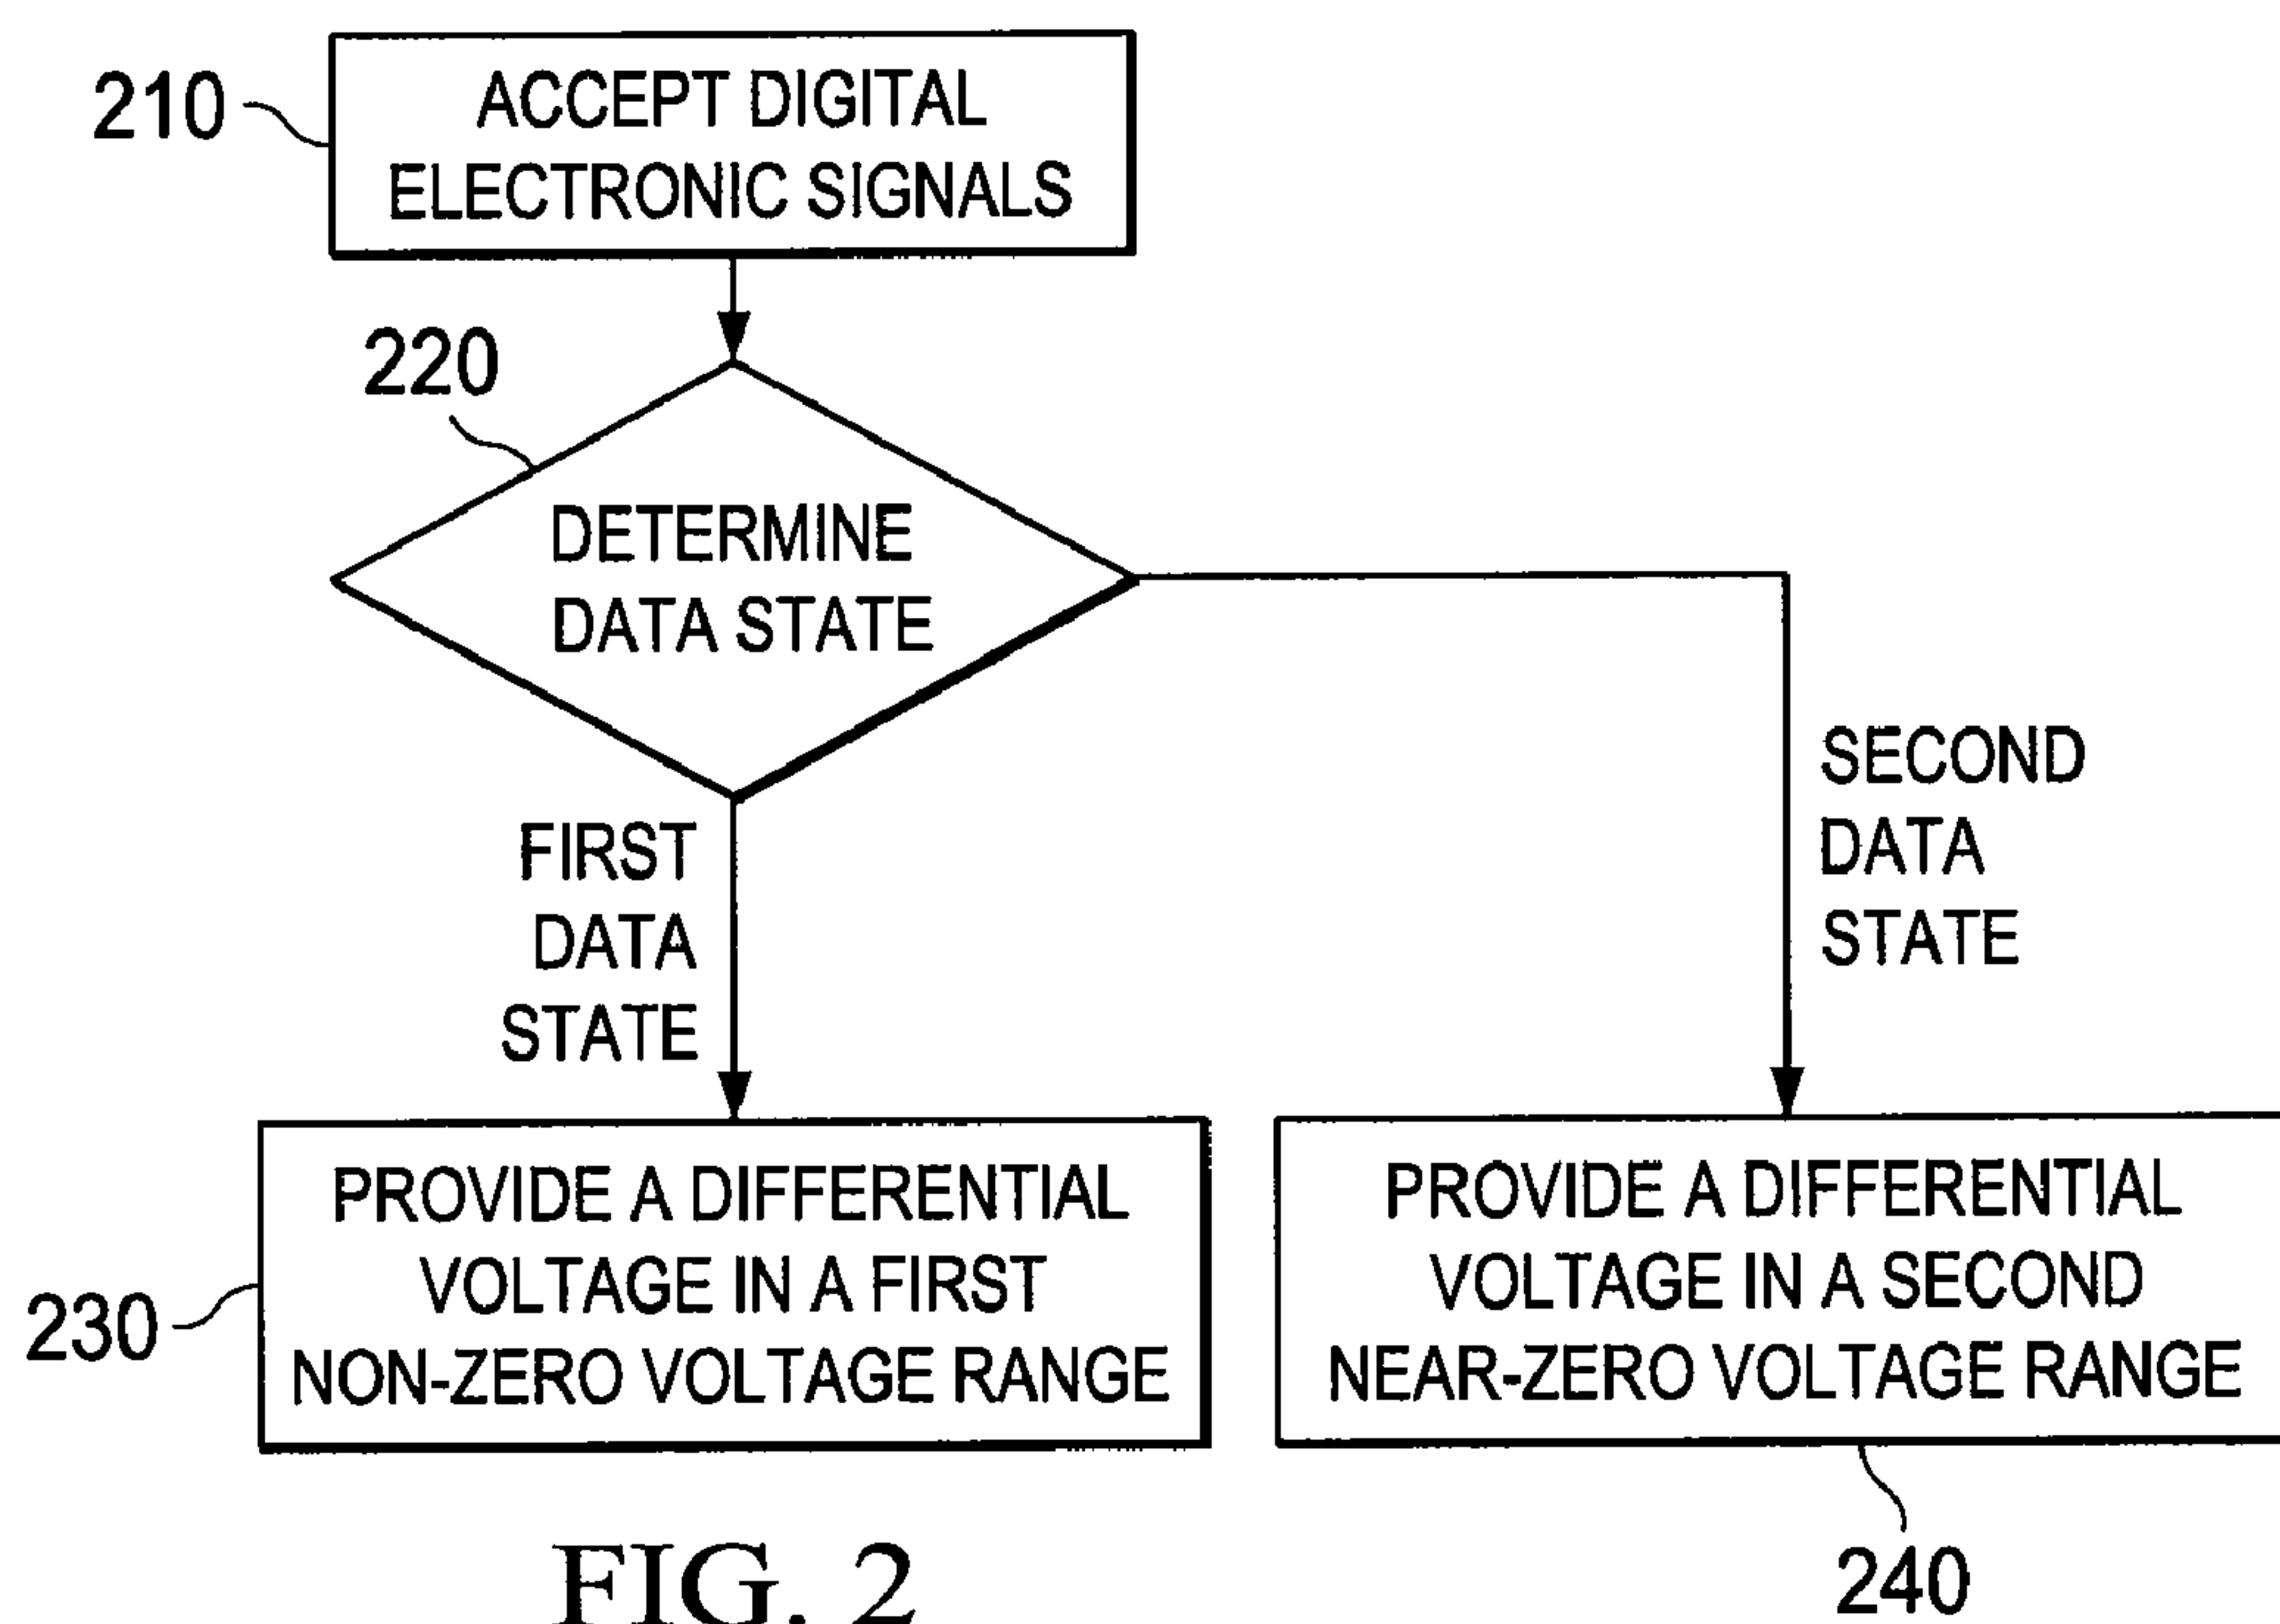 210
ACCEPT DIGITAL
ELECTRONIC SIGNALS
220
DETERMINE
DATA STATE
FIRST
DATA
STATE
SECOND
DATA
STATE
230
PROVIDE A DIFFERENTIAL
VOLTAGE IN A FIRST
NON-ZERO VOLTAGE RANGE
PROVIDE A DIFFERENTIAL
VOLTAGE IN A SECOND
NEAR-ZERO VOLTAGE RANGE
240
FIG. 2